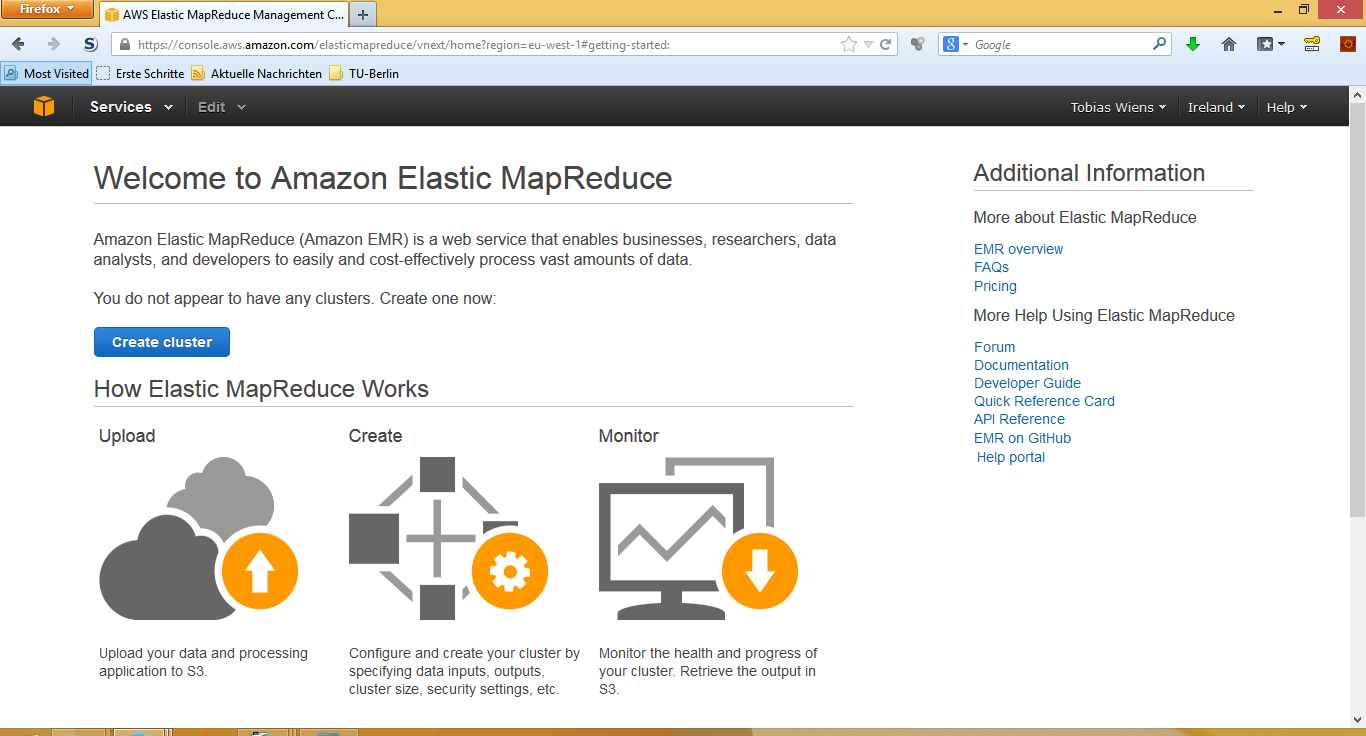 Firefox
AWS Elastic MapReduce Management C...
https://console.aws.amazon.com/elasticmapreduce/vnext/home?region=eu-west-1#getting-started:
Google
Most Visited
Erste Schritte
Aktuelle Nachrichten
TU-Berlin
Services
Edit
Tobias Wiens
Ireland
Help
Welcome to Amazon Elastic MapReduce
Amazon Elastic MapReduce (Amazon EMR) is a web service that enables businesses, researchers, data
analysts, and developers to easily and cost-effectively process vast amounts of data.
You do not appear to have any clusters. Create one now:
Create cluster
How Elastic MapReduce Works
Upload
Upload your data and processing
application to S3.
Create
Configure and create your cluster by
specifying data inputs, outputs,
cluster size, security settings, etc.
Monitor
Monitor the health and progress of
your cluster. Retrieve the output in
S3.
Additional Information
More about Elastic MapReduce
EMR overview
FAQs
Pricing
More Help Using Elastic MapReduce
Forum
Documentation
Developer Guide
Quick Reference Card
API Reference
EMR on GitHub
Help portal